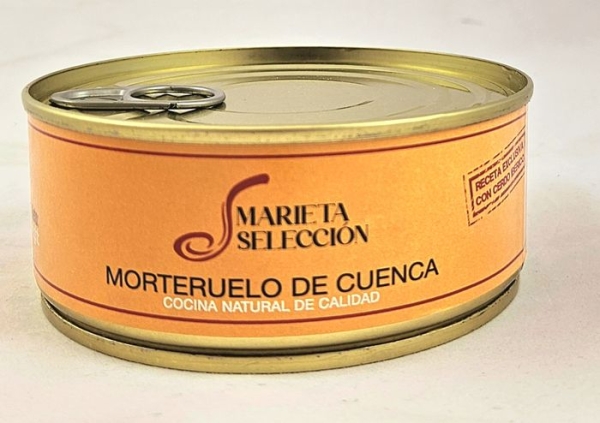 MARIETA
SELECCIÓN
MORTERUELO DE CUENCA
COCINA NATURAL DE CALIDAD
RECETA EXCLUSIVA
CON CERDO IBÉRICO